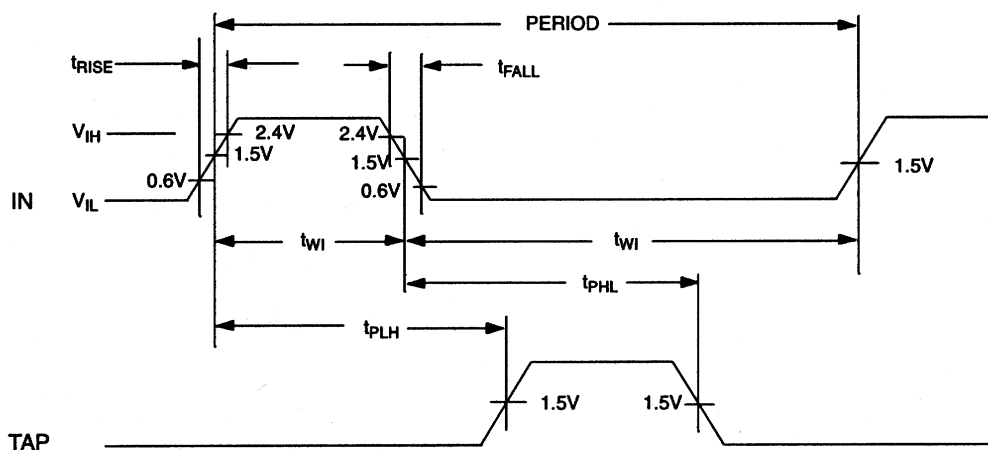 PERIOD
tRISE
tFALL
VIH
2.4V
2.4V
1.5V
1.5V
1.5V
0.6V
0.6V
IN
VIL
tWI
tWI
tPHL
tPLH
1.5V
1.5V
TAP